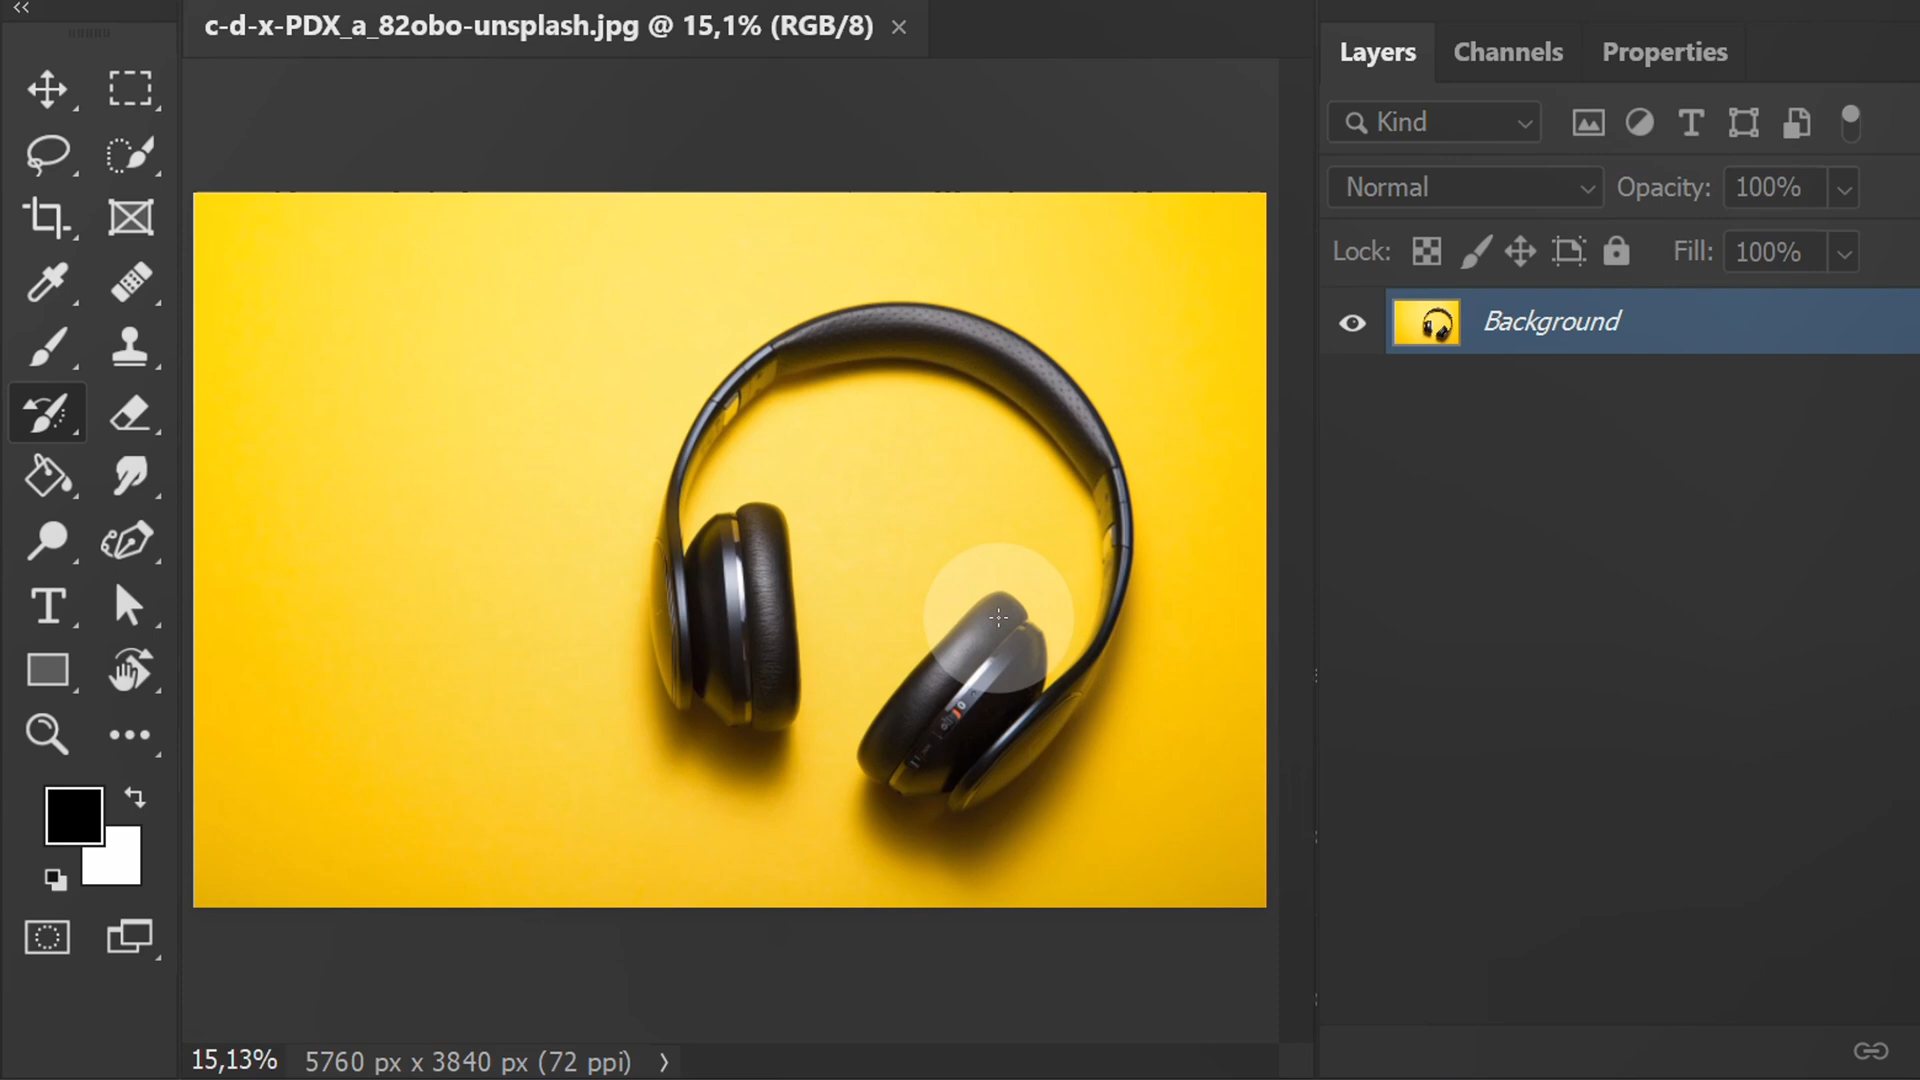 c-d-x-PDX_a_82obo-unsplash.jpg @ 15,1% (RGB/8)
Layers Channels Properties
Kind
Normal Opacity: 100%
Lock: Fill: 100%
Background
15,13% 5760 px x 3840 px (72 ppi)